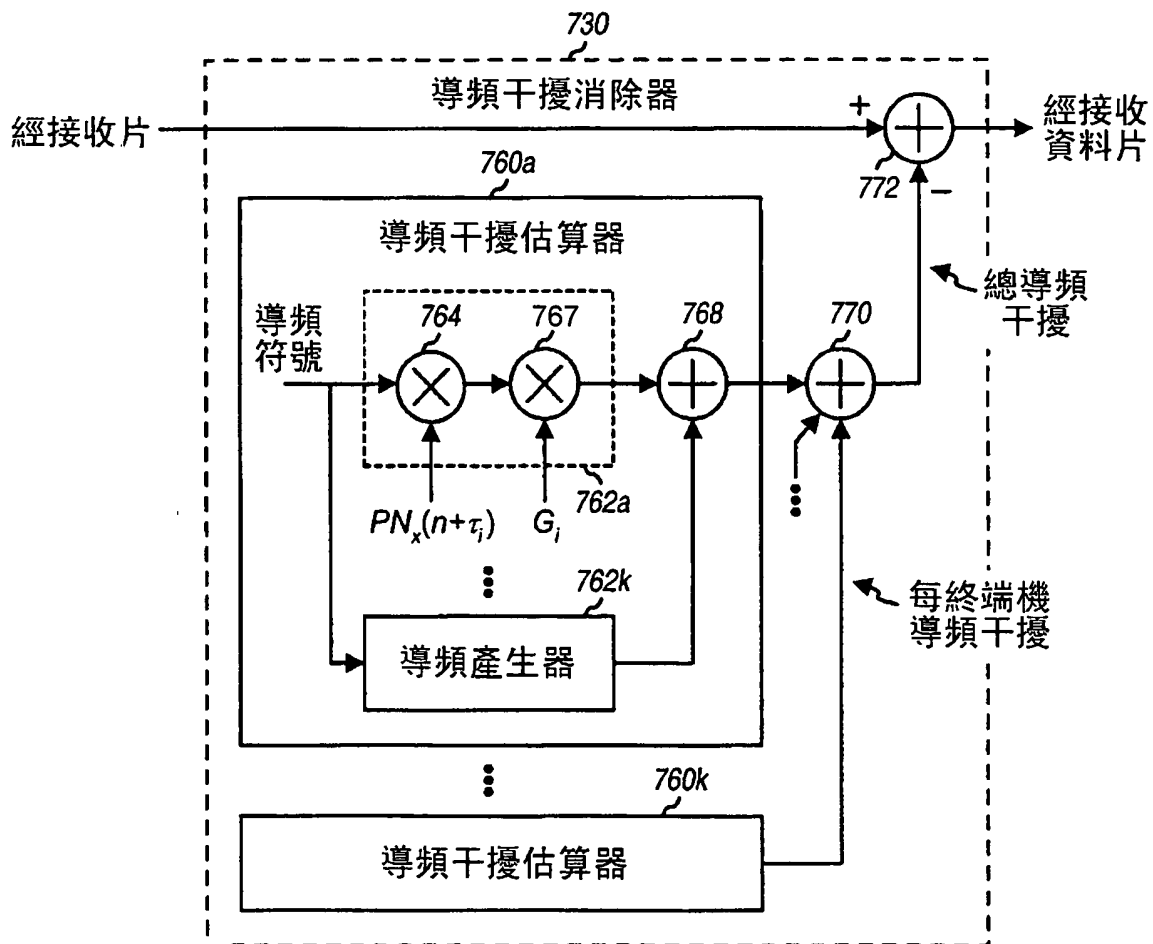 730
導頻干擾消除器
經接收片
+
772
−
經接收
資料片
760a
導頻干擾估算器
總導頻
干擾
導頻
符號
764
767
768
770
762a
PNₓ(n+τᵢ)
Gᵢ
762k
導頻產生器
每終端機
導頻干擾
760k
導頻干擾估算器